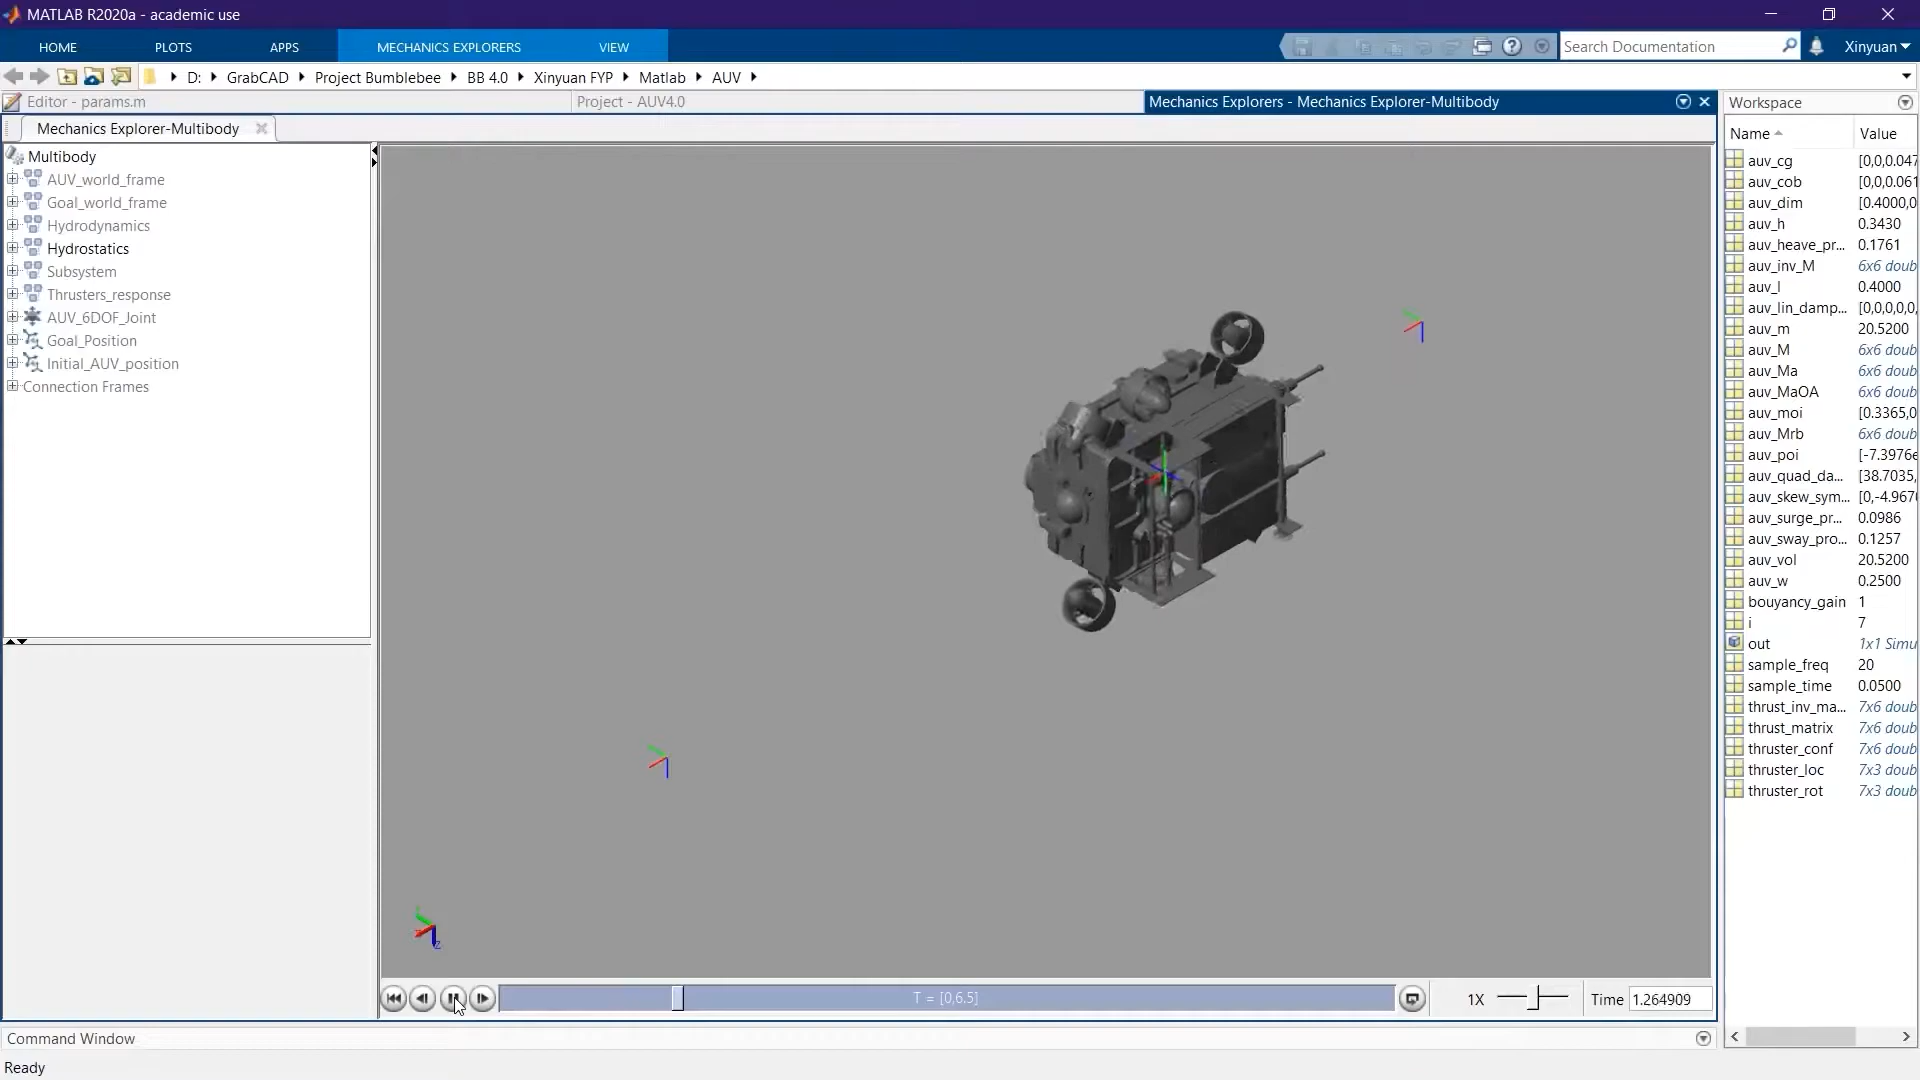 MATLAB R2020a - academic use
HOME PLOTS APPS MECHANICS EXPLORERS VIEW Search Documentation Xinyuan
D: GrabCAD Project Bumblebee BB 4.0 Xinyuan FYP Matlab AUV
Editor - params.m Project - AUV4.0 Mechanics Explorers - Mechanics Explorer-Multibody Workspace
Mechanics Explorer-Multibody
Multibody
AUV_world_frame
Goal_world_frame
Hydrodynamics
Hydrostatics
Subsystem
Thrusters_response
AUV_6DOF_Joint
Goal_Position
Initial_AUV_position
Connection Frames
T = [0,6.5] 1X Time 1.264909
Name Value
auv_cg [0,0,0.047
auv_cob [0,0,0.061
auv_dim [0.4000,0
auv_h 0.3430
auv_heave_pr... 0.1761
auv_inv_M 6x6 doub
auv_l 0.4000
auv_lin_damp... [0,0,0,0,0,
auv_m 20.5200
auv_M 6x6 doub
auv_Ma 6x6 doub
auv_MaOA 6x6 doub
auv_moi [0.3365,0
auv_Mrb 6x6 doub
auv_poi [-7.3976e
auv_quad_da... [38.7035,
auv_skew_sym... [0,-4.967
auv_surge_pr... 0.0986
auv_sway_pro... 0.1257
auv_vol 20.5200
auv_w 0.2500
bouyancy_gain 1
i 7
out 1x1 Simu
sample_freq 20
sample_time 0.0500
thrust_inv_ma... 7x6 doub
thrust_matrix 7x6 doub
thruster_conf 7x6 doub
thruster_loc 7x3 doub
thruster_rot 7x3 doub
Command Window
Ready